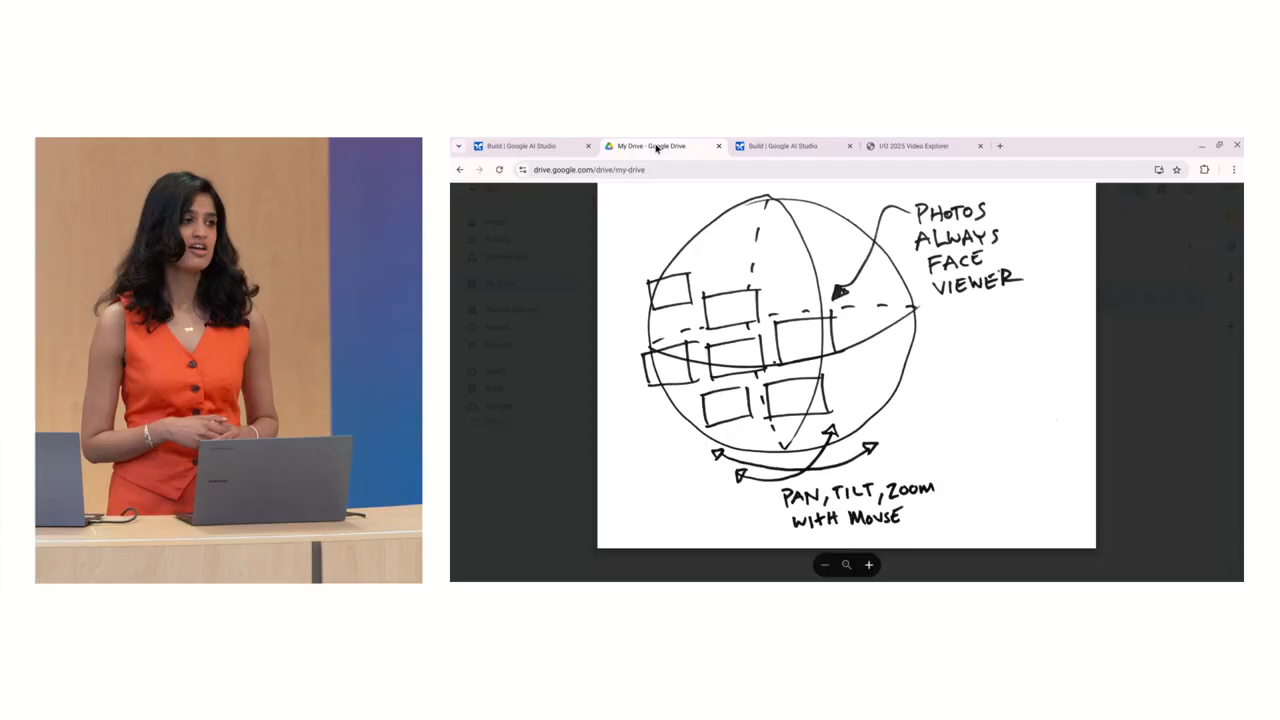 Build | Google AI Studio
My Drive - Google Drive
Build | Google AI Studio
I/O 2025 Video Explorer
drive.google.com/drive/my-drive
PHOTOS
ALWAYS
FACE
VIEWER
PAN, TILT, ZOOM
WITH MOUSE